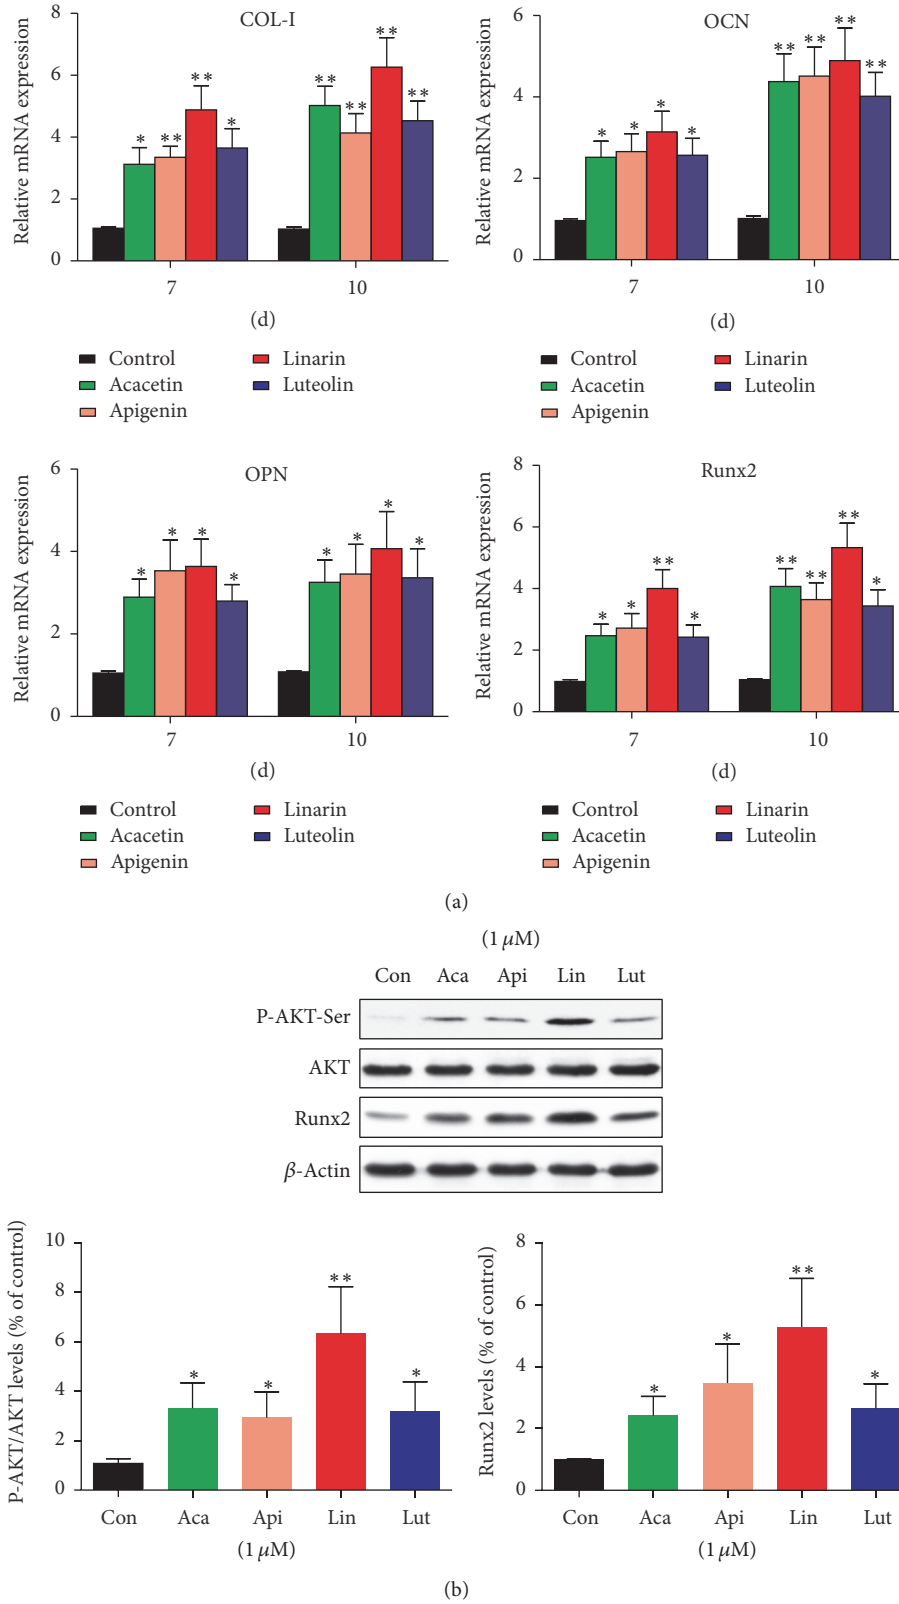 COL-I
Relative mRNA expression
8
6
4
2
0
** ** ** ** ** * ** *
7 10
(d)
Control Linarin
Acacetin Luteolin
Apigenin
OCN
Relative mRNA expression
6
4
2
0
** ** ** ** * * * *
7 10
(d)
Control Linarin
Acacetin Luteolin
Apigenin
OPN
Relative mRNA expression
6
4
2
0
* * * * * * * *
7 10
(d)
Control Linarin
Acacetin Luteolin
Apigenin
Runx2
Relative mRNA expression
8
6
4
2
0
** ** ** ** * * * *
7 10
(d)
Control Linarin
Acacetin Luteolin
Apigenin
(a)
(1 μM)
Con Aca Api Lin Lut
P-AKT-Ser
AKT
Runx2
β-Actin
P-AKT/AKT levels (% of control)
10
8
6
4
2
0
* * ** *
Con Aca Api Lin Lut
(1 μM)
Runx2 levels (% of control)
8
6
4
2
0
* * ** *
Con Aca Api Lin Lut
(1 μM)
(b)